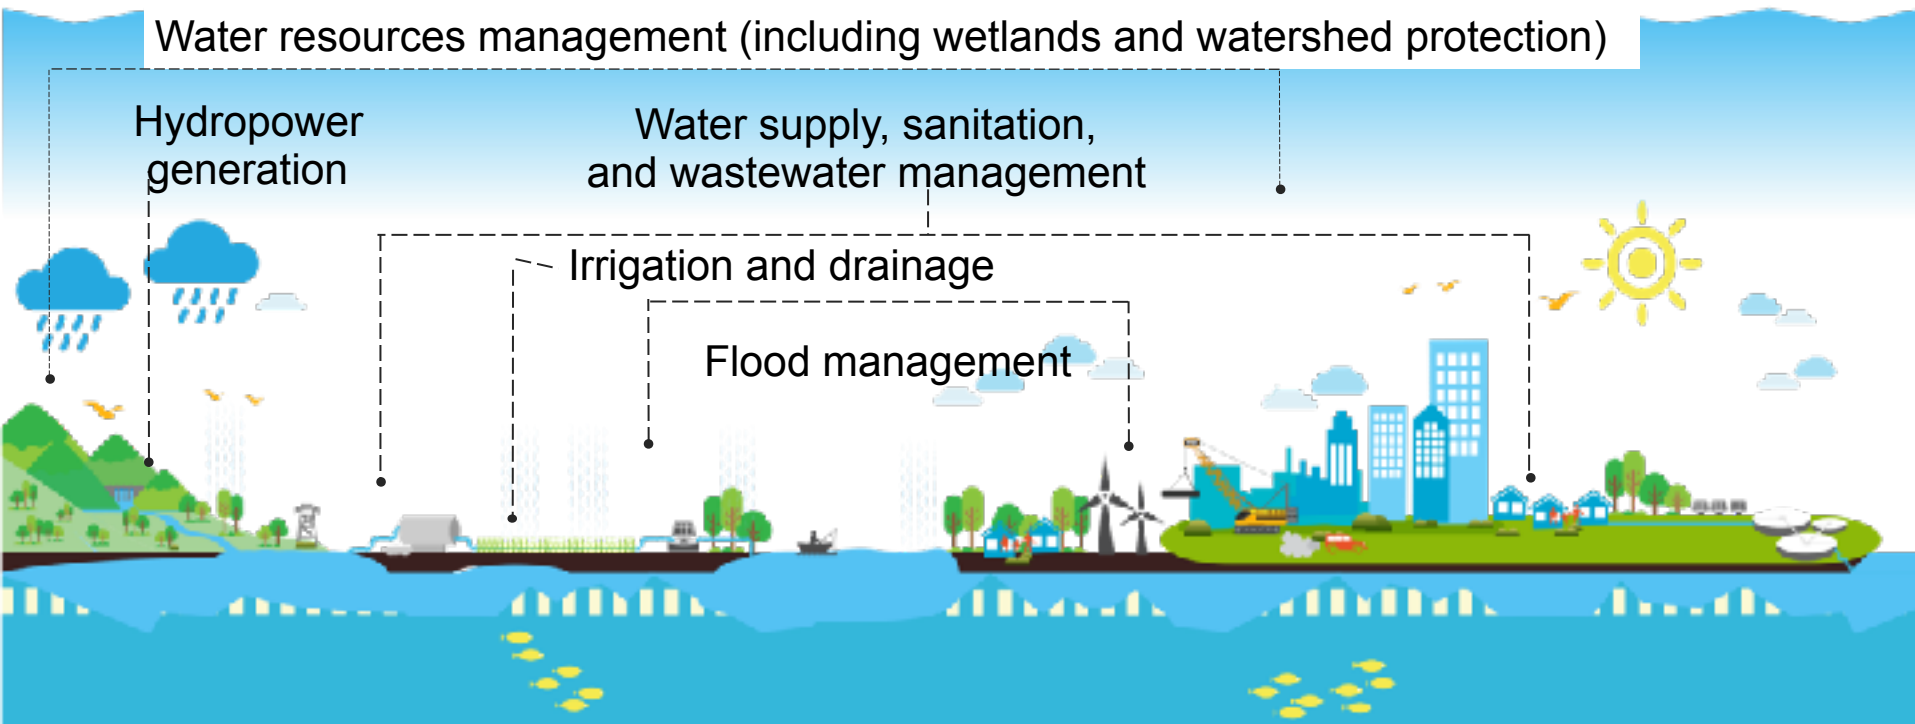 Water resources management (including wetlands and watershed protection)
Hydropower
generation
Water supply, sanitation,
and wastewater management
Irrigation and drainage
Flood management